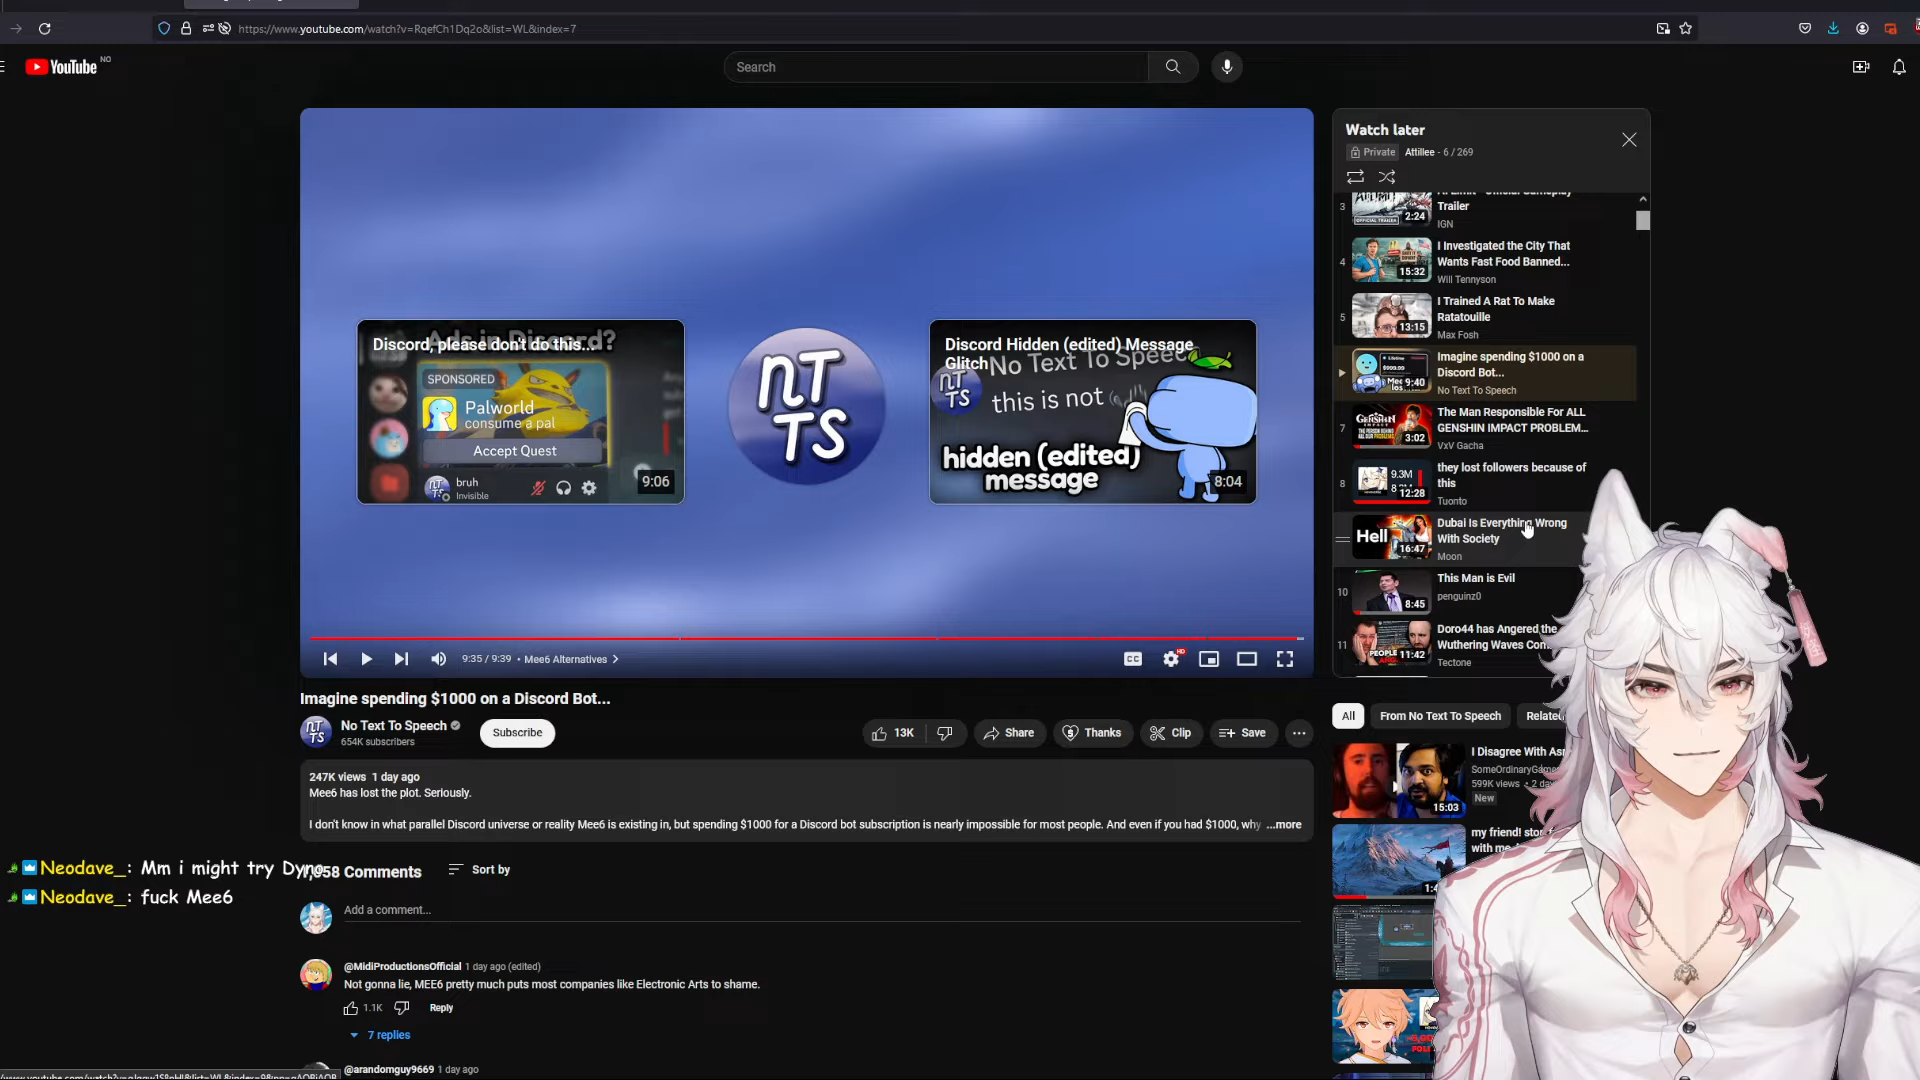 https://www.youtube.com/watch?v=RqefCh1Dq2o&list=WL&index=7
YouTube NO
Search
Ads in Discord?
Discord, please don't do this...
SPONSORED
Palworld
consume a pal
Accept Quest
bruh
Invisible
9:06
nT
TS
Discord Hidden (edited) Message
Glitch
No Text To Speech
this is not
hidden (edited)
message
8:04
9:35 / 9:39 • Mee6 Alternatives
CC
HD
Imagine spending $1000 on a Discord Bot...
No Text To Speech
654K subscribers
Subscribe
13K
Share
Thanks
Clip
Save
247K views 1 day ago
Mee6 has lost the plot. Seriously.
I don't know in what parallel Discord universe or reality Mee6 is existing in, but spending $1000 for a Discord bot subscription is nearly impossible for most people. And even if you had $1000, why ...more
Neodave_: Mm i might try Dyno
Neodave_: fuck Mee6
058 Comments
Sort by
Add a comment...
@MidiProductionsOfficial 1 day ago (edited)
Not gonna lie, MEE6 pretty much puts most companies like Electronic Arts to shame.
1.1K
Reply
7 replies
@arandomguy9669 1 day ago
Watch later
Private
Attillee - 6 / 269
3
2:24
Trailer
IGN
4
15:32
I Investigated the City That
Wants Fast Food Banned...
Will Tennyson
5
13:15
I Trained A Rat To Make
Ratatouille
Max Fosh
9:40
Imagine spending $1000 on a
Discord Bot...
No Text To Speech
7
GENSHIN
3:02
The Man Responsible For ALL
GENSHIN IMPACT PROBLEM...
VxV Gacha
8
9.3M
12:28
they lost followers because of
this
Tuonto
Hell
16:47
Dubai Is Everything Wrong
With Society
Moon
10
8:45
This Man is Evil
penguinz0
11
PEOPLE
11:42
Doro44 has Angered the
Wuthering Waves Com
Tectone
All
From No Text To Speech
Related
15:03
I Disagree With Asm
SomeOrdinaryGame
599K views
New
my friend!
with me